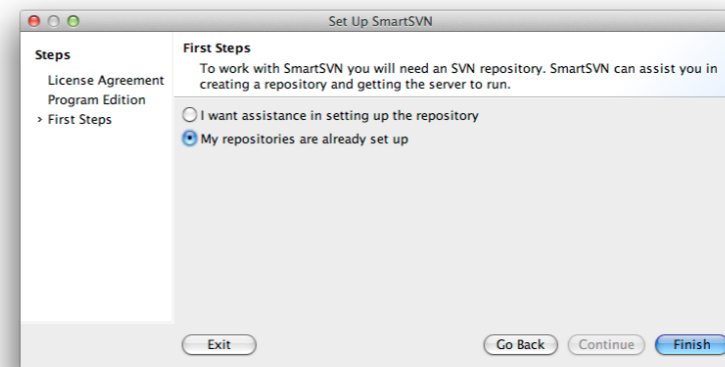 Set Up SmartSVN
Steps
License Agreement
Program Edition
› First Steps
First Steps
To work with SmartSVN you will need an SVN repository. SmartSVN can assist you in
creating a repository and getting the server to run.
I want assistance in setting up the repository
My repositories are already set up
Exit
Go Back
Continue
Finish